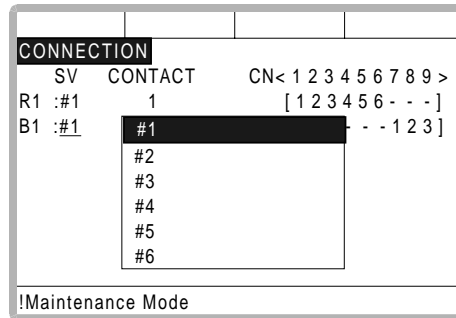 CONNECTION
SV CONTACT CN< 1 2 3 4 5 6 7 8 9 >
R1 :#1 1 [ 1 2 3 4 5 6 - - - ]
B1 :#1 #1 - - - 1 2 3 ]
#2
#3
#4
#5
#6
!Maintenance Mode